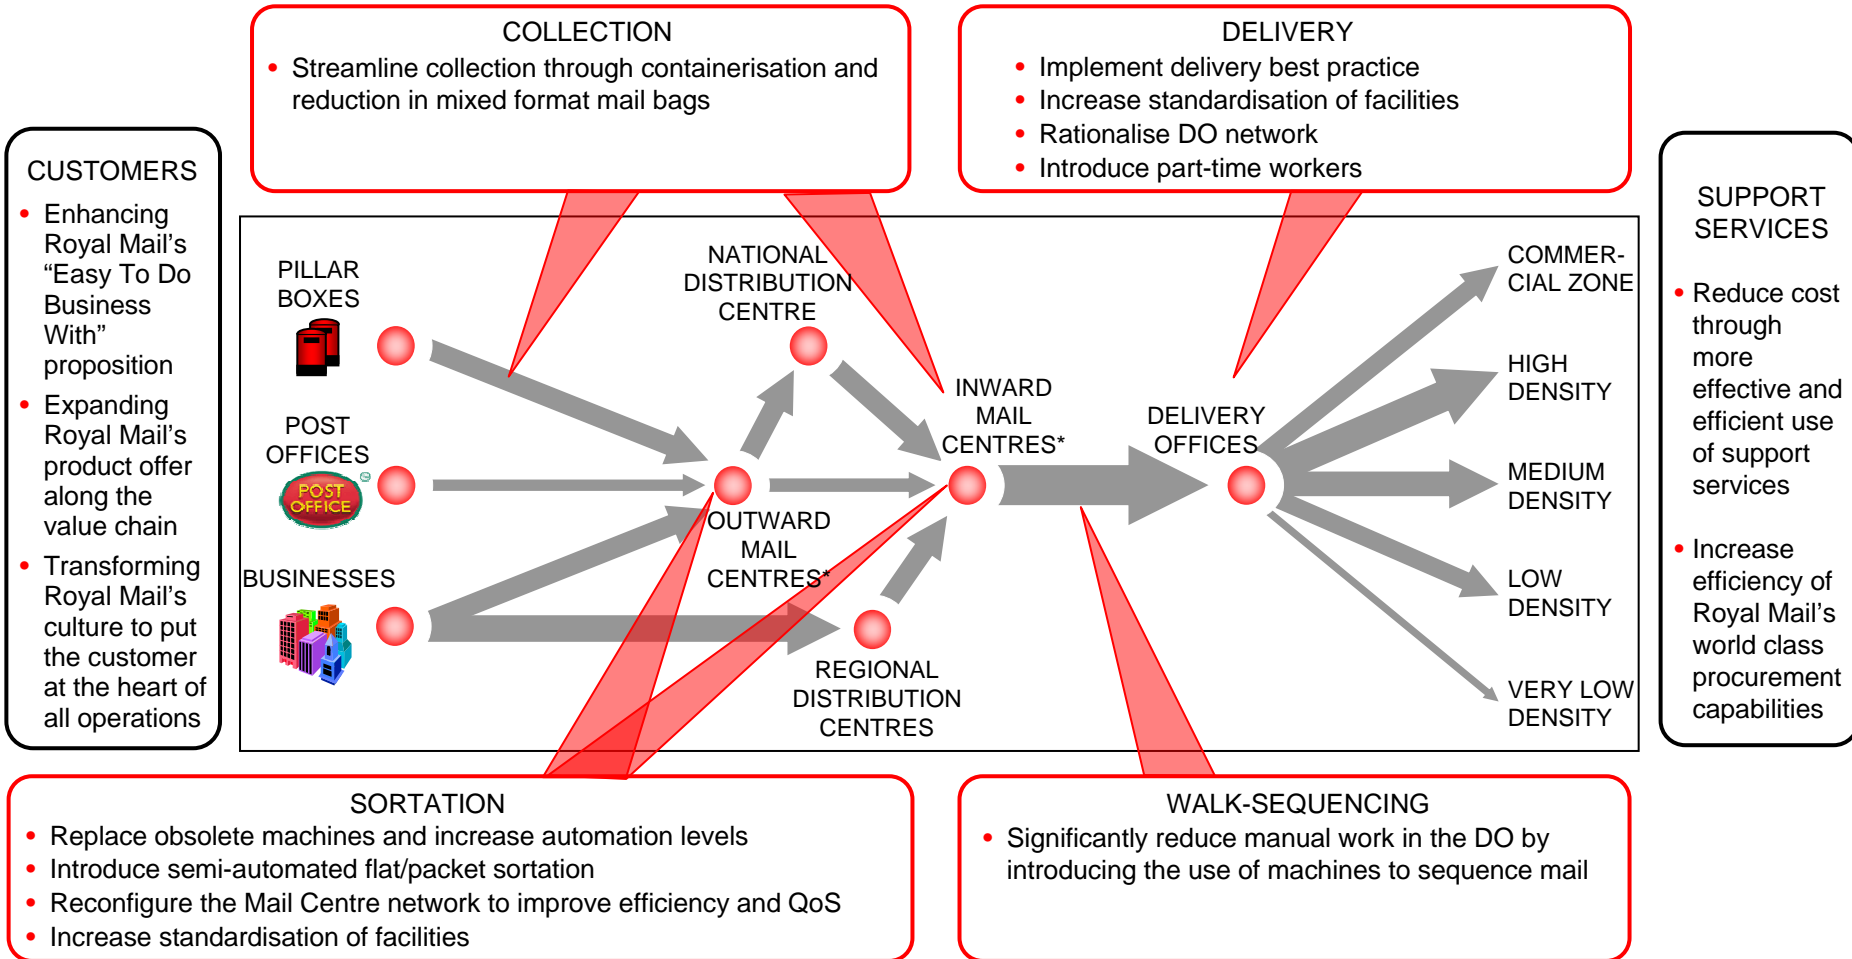 COLLECTION
• Streamline collection through containerisation and
reduction in mixed format mail bags
DELIVERY
• Implement delivery best practice
• Increase standardisation of facilities
• Rationalise DO network
• Introduce part-time workers
CUSTOMERS
• Enhancing
Royal Mail’s
“Easy To Do
Business
With”
proposition
• Expanding
Royal Mail’s
product offer
along the
value chain
• Transforming
Royal Mail’s
culture to put
the customer
at the heart of
all operations
PILLAR
BOXES
POST
OFFICES
POST
OFFICE
BUSINESSES
NATIONAL
DISTRIBUTION
CENTRE
OUTWARD
MAIL
CENTRES*
REGIONAL
DISTRIBUTION
CENTRES
INWARD
MAIL
CENTRES*
DELIVERY
OFFICES
COMMER-
CIAL ZONE
HIGH
DENSITY
MEDIUM
DENSITY
LOW
DENSITY
VERY LOW
DENSITY
SUPPORT
SERVICES
• Reduce cost
through
more
effective and
efficient use
of support
services
• Increase
efficiency of
Royal Mail’s
world class
procurement
capabilities
SORTATION
• Replace obsolete machines and increase automation levels
• Introduce semi-automated flat/packet sortation
• Reconfigure the Mail Centre network to improve efficiency and QoS
• Increase standardisation of facilities
WALK-SEQUENCING
• Significantly reduce manual work in the DO by
introducing the use of machines to sequence mail